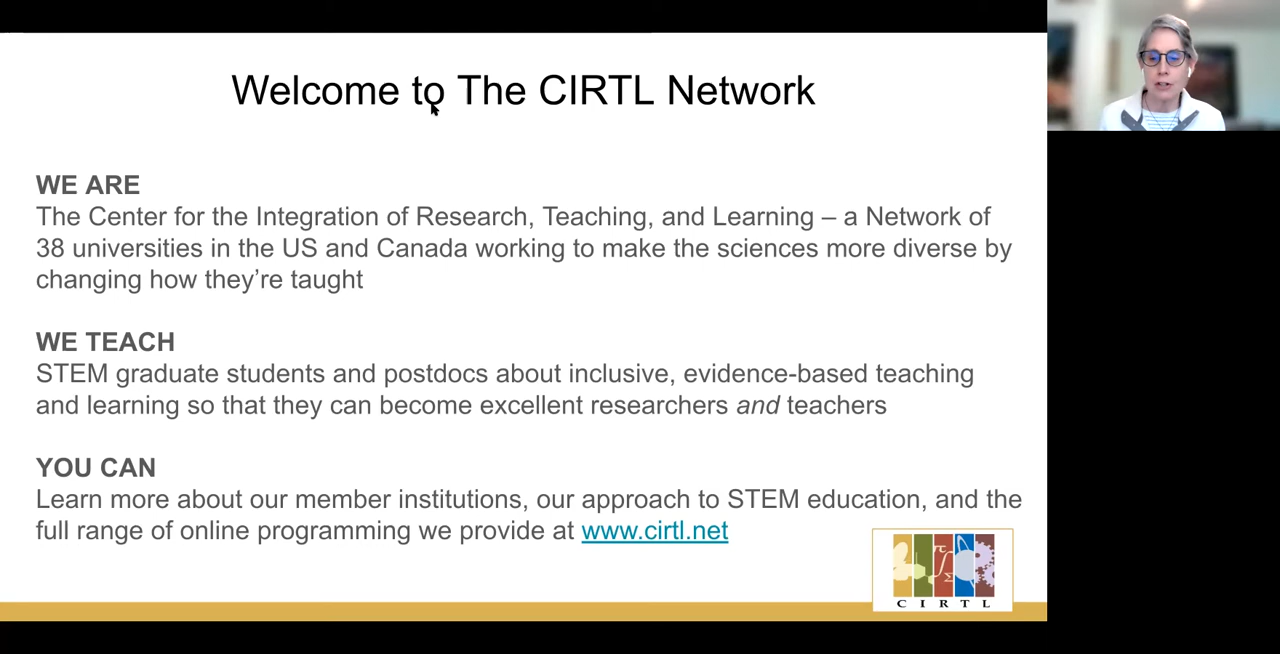 Welcome to The CIRTL Network
WE ARE
The Center for the Integration of Research, Teaching, and Learning – a Network of
38 universities in the US and Canada working to make the sciences more diverse by
changing how they're taught
WE TEACH
STEM graduate students and postdocs about inclusive, evidence-based teaching
and learning so that they can become excellent researchers and teachers
YOU CAN
Learn more about our member institutions, our approach to STEM education, and the
full range of online programming we provide at www.cirtl.net
π
∫
Σ
CIRTL